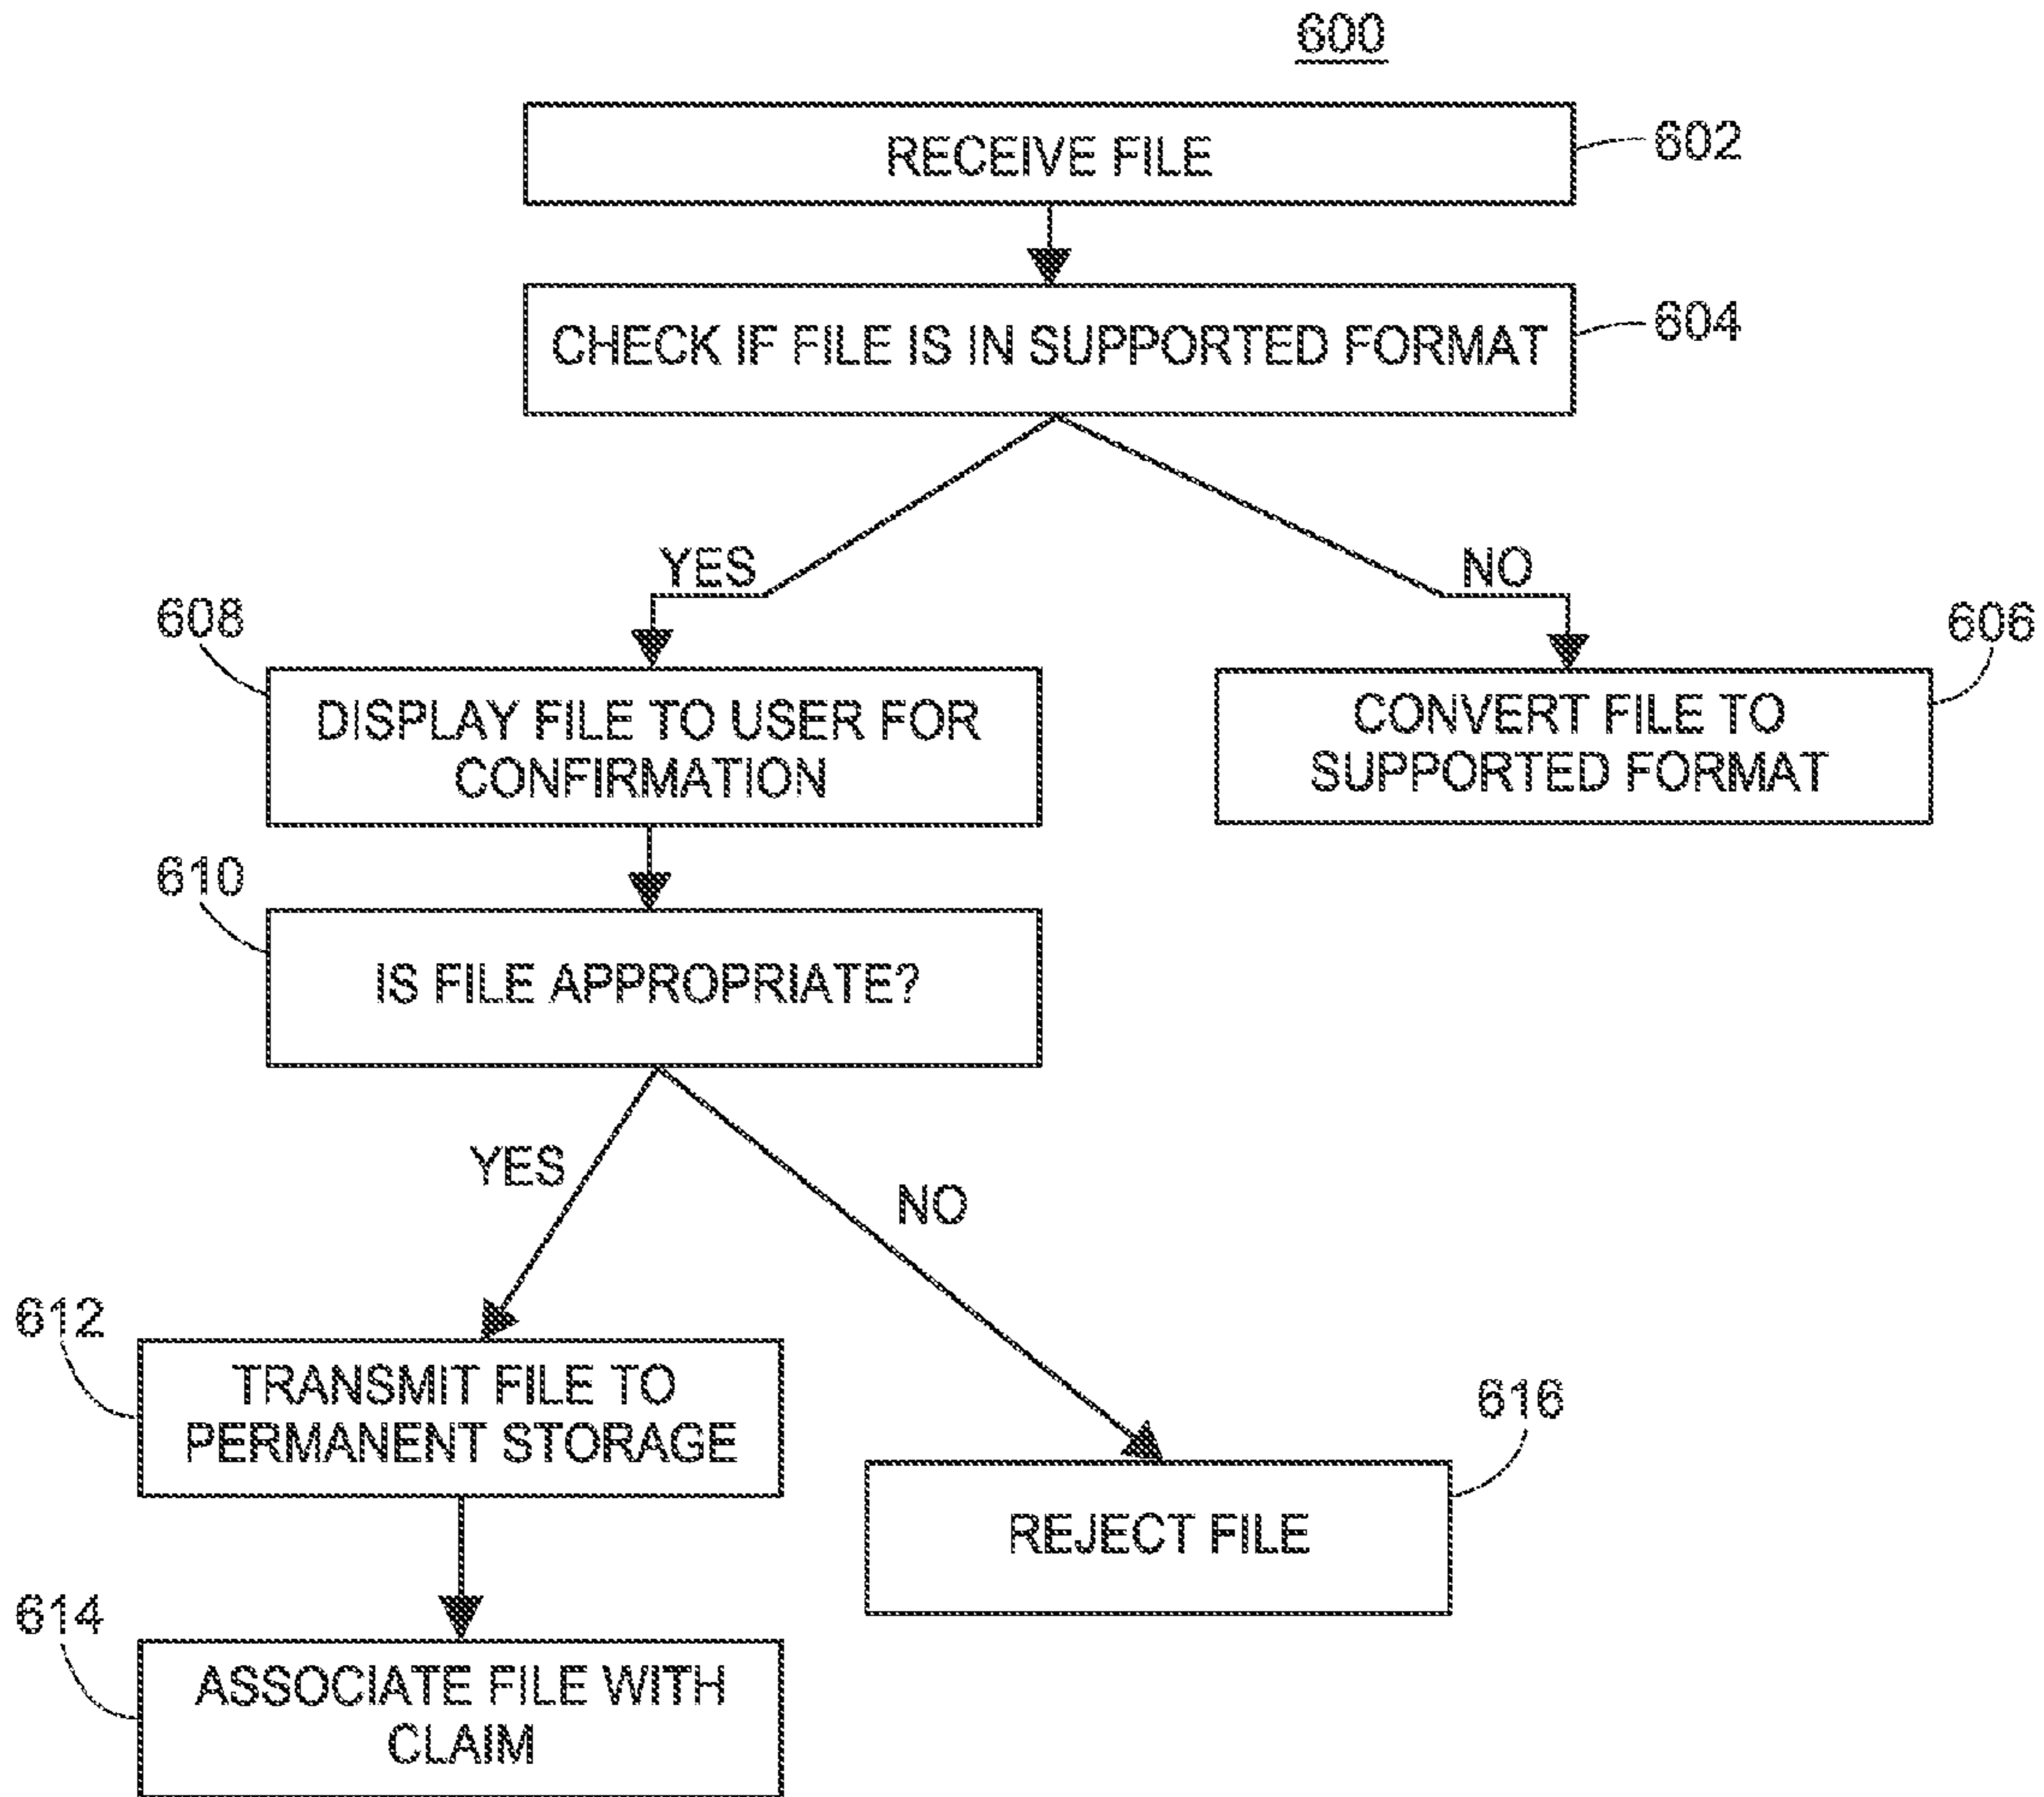 600
RECEIVE FILE
602
CHECK IF FILE IS IN SUPPORTED FORMAT
604
YES
NO
608
DISPLAY FILE TO USER FOR
CONFIRMATION
606
CONVERT FILE TO
SUPPORTED FORMAT
610
IS FILE APPROPRIATE?
YES
NO
612
TRANSMIT FILE TO
PERMANENT STORAGE
616
REJECT FILE
614
ASSOCIATE FILE WITH
CLAIM